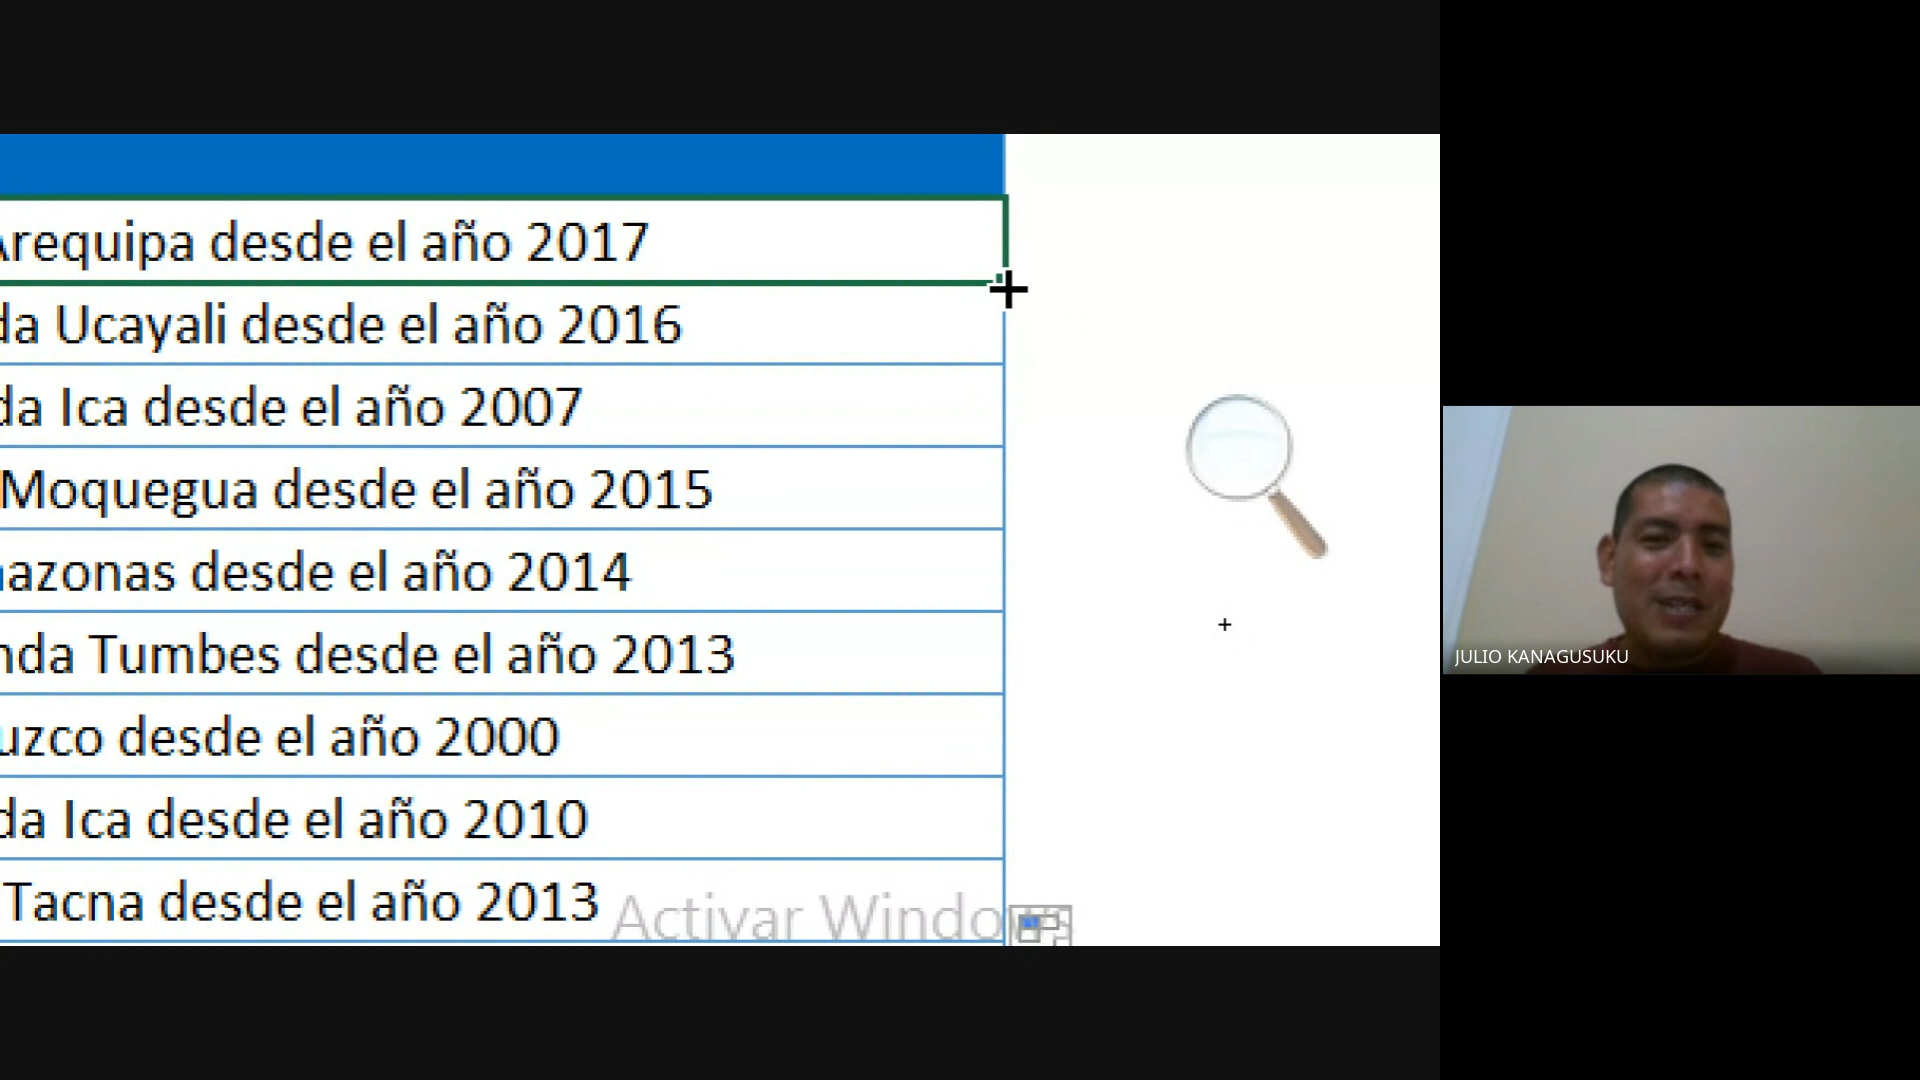 Arequipa desde el año 2017
da Ucayali desde el año 2016
da Ica desde el año 2007
Moquegua desde el año 2015
azonas desde el año 2014
nda Tumbes desde el año 2013
uzco desde el año 2000
da Ica desde el año 2010
Tacna desde el año 2013
Activar Windows
JULIO KANAGUSUKU